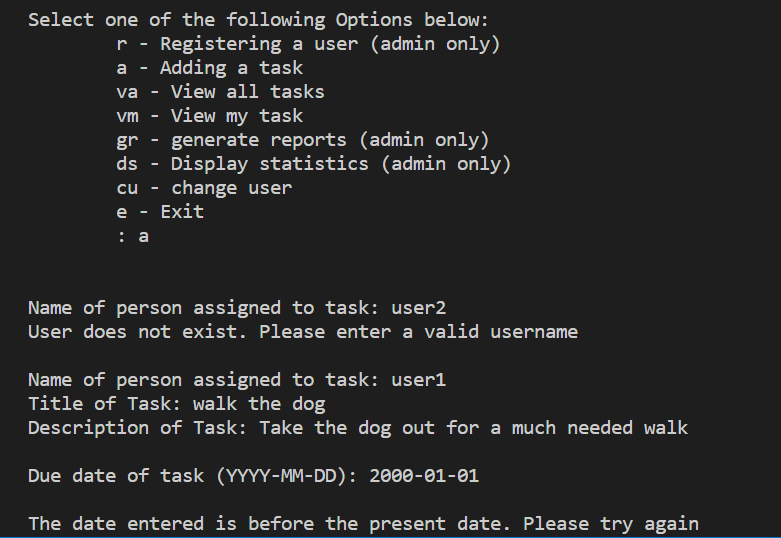 Select one of the following Options below:
r - Registering a user (admin only)
a - Adding a task
va - View all tasks
vm - View my task
gr - generate reports (admin only)
ds - Display statistics (admin only)
cu - change user
e - Exit
: a
Name of person assigned to task: user2
User does not exist. Please enter a valid username
Name of person assigned to task: user1
Title of Task: walk the dog
Description of Task: Take the dog out for a much needed walk
Due date of task (YYYY-MM-DD): 2000-01-01
The date entered is before the present date. Please try again